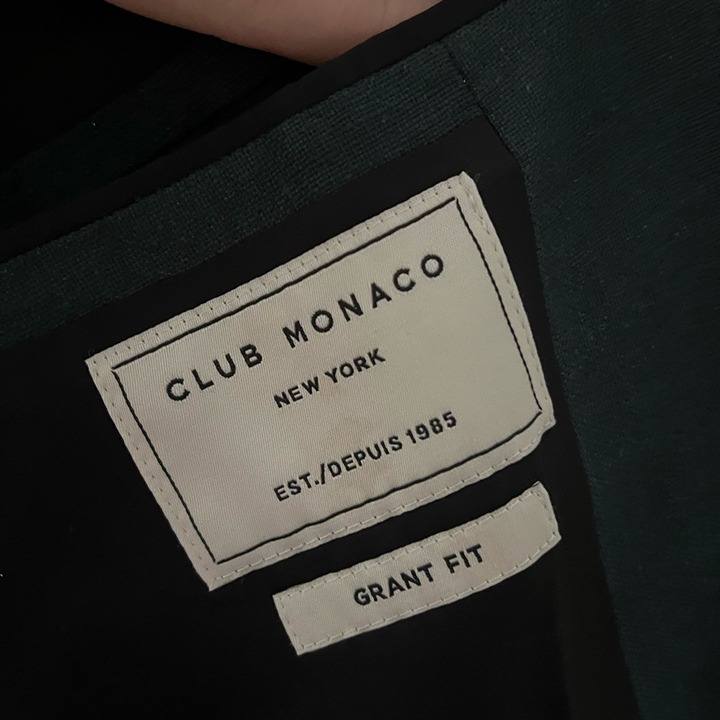 CLUB MONACO
NEW YORK
EST./DEPUIS 1985
GRANT FIT